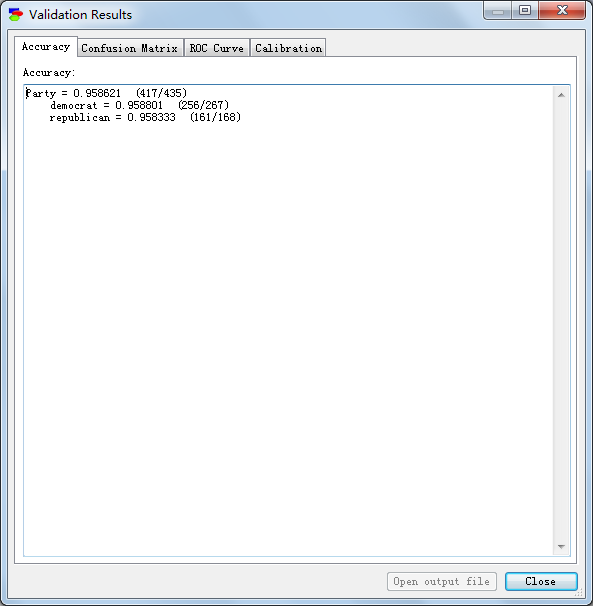 Validation Results
Accuracy Confusion Matrix ROC Curve Calibration
Accuracy:
Party = 0.958621 (417/435)
democrat = 0.958801 (256/267)
republican = 0.958333 (161/168)
Open output file Close